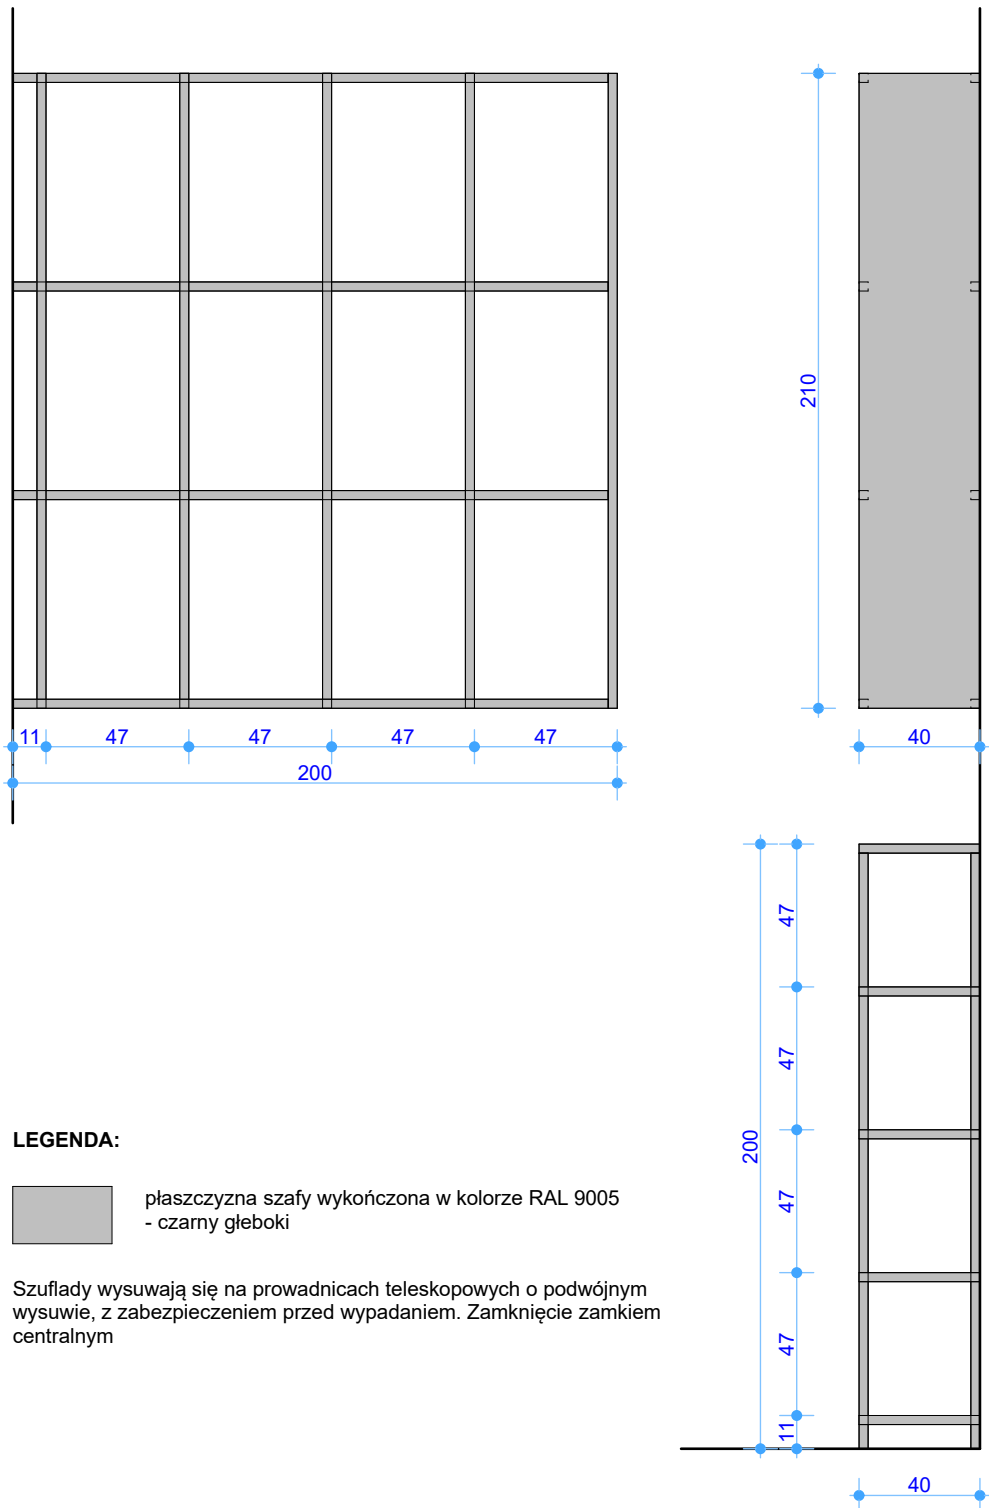 210
11 47 47 47 47
40
200
47
47
200
47
47
11
40
LEGENDA:
płaszczyzna szafy wykończona w kolorze RAL 9005
- czarny głeboki
Szuflady wysuwają się na prowadnicach teleskopowych o podwójnym
wysuwie, z zabezpieczeniem przed wypadaniem. Zamknięcie zamkiem
centralnym